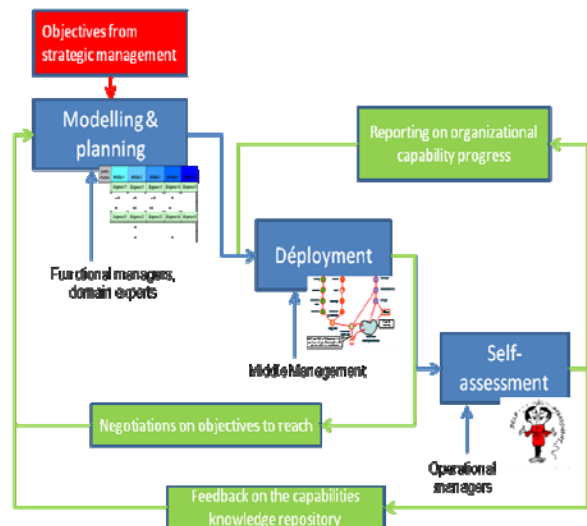 Objectives from
strategic management
Modelling &
planning
Reporting on organizational
capability progress
Functional managers,
domain experts
Déployment
Middle Management
Self-
assessment
Negotiations on objectives to reach
Operational
managers
Feedback on the capabilities
knowledge repository